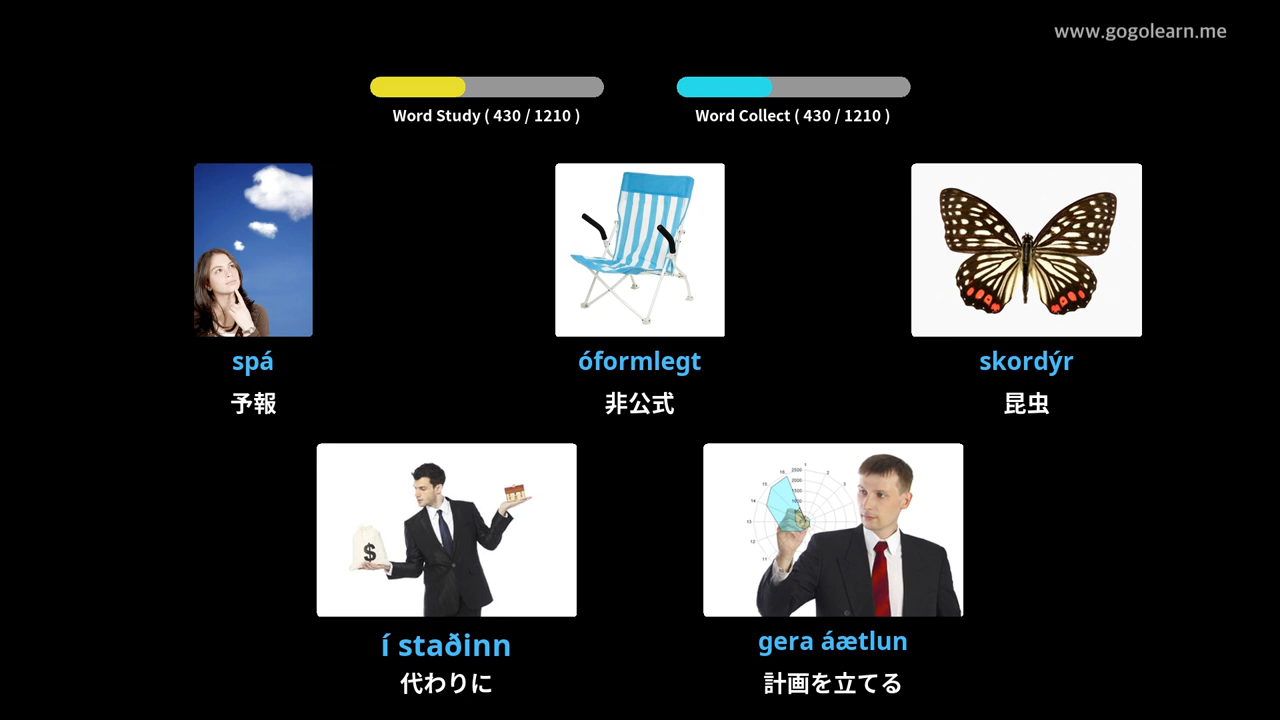 www.gogolearn.me
Word Study ( 430 / 1210 )
Word Collect ( 430 / 1210 )
spá
予報
óformlegt
非公式
skordýr
昆虫
$
í staðinn
代わりに
gera áætlun
計画を立てる